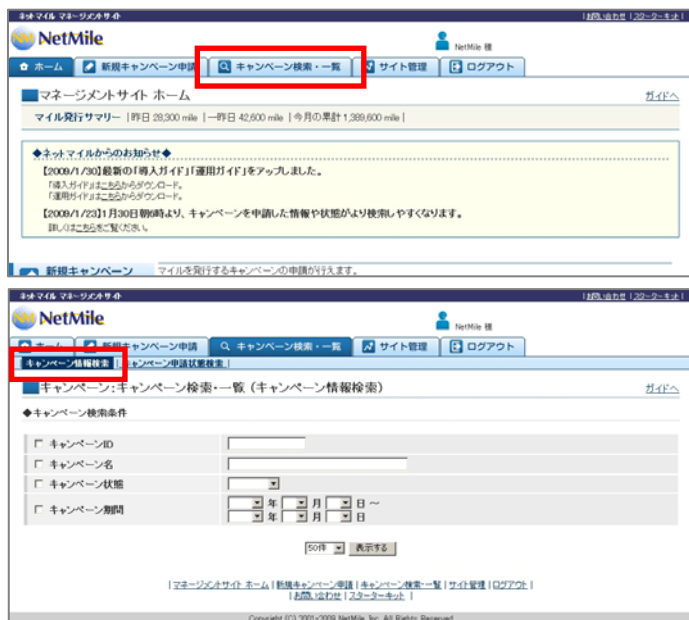 ネットマイル マネージメントサイト | お問い合わせ | スターターキット |
NetMile NetMile 様
ホーム 新規キャンペーン申請 キャンペーン検索・一覧 サイト管理 ログアウト
マネージメントサイト ホーム ガイドへ
マイル発行サマリー | 昨日 28,300 mile | 一昨日 42,600 mile | 今月の累計 1,389,600 mile |
◆ネットマイルからのお知らせ◆
【2009/1/30】最新の「導入ガイド」「運用ガイド」をアップしました。
「導入ガイド」はこちらからダウンロード。
「運用ガイド」はこちらからダウンロード。
【2009/1/23】1月30日朝6時より、キャンペーンを申請した情報や状態がより検索しやすくなります。
詳しくはこちらをご覧ください。
新規キャンペーン マイルを発行するキャンペーンの申請が行えます。
ネットマイル マネージメントサイト | お問い合わせ | スターターキット |
NetMile NetMile 様
ホーム 新規キャンペーン申請 キャンペーン検索・一覧 サイト管理 ログアウト
キャンペーン情報検索 | キャンペーン申請状態検索 |
キャンペーン:キャンペーン検索・一覧 (キャンペーン情報検索) ガイドへ
◆キャンペーン検索条件
キャンペーンID
キャンペーン名
キャンペーン状態
キャンペーン期間 年 月 日 ~
年 月 日
50件 表示する
| マネージメントサイト ホーム | 新規キャンペーン申請 | キャンペーン検索・一覧 | サイト管理 | ログアウト |
| お問い合わせ | スターターキット |
Copyright (C) 2001-2009 NetMile Inc. All Rights Reserved.